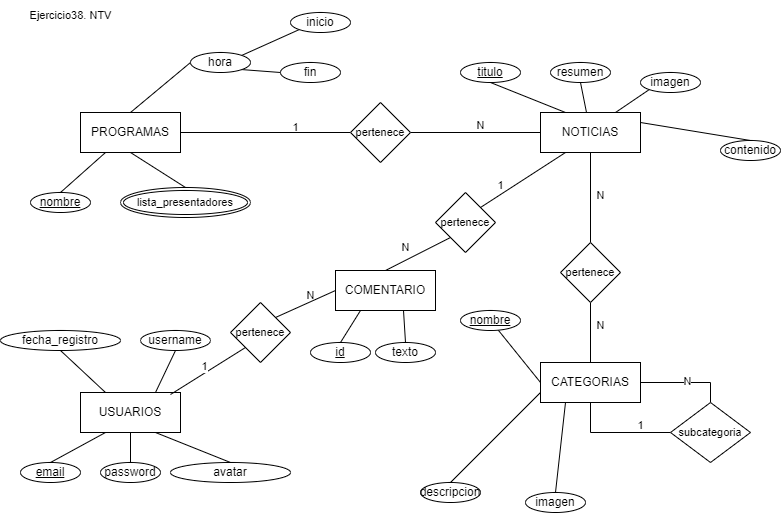 Ejercicio38. NTV
inicio
hora
fin
titulo
resumen
imagen
PROGRAMAS
1
pertenece
N
NOTICIAS
contenido
nombre
lista_presentadores
1
pertenece
N
N
pertenece
N
COMENTARIO
N
pertenece
1
id
texto
fecha_registro
username
USUARIOS
email
password
avatar
nombre
CATEGORIAS
N
1
subcategoria
descripcion
imagen